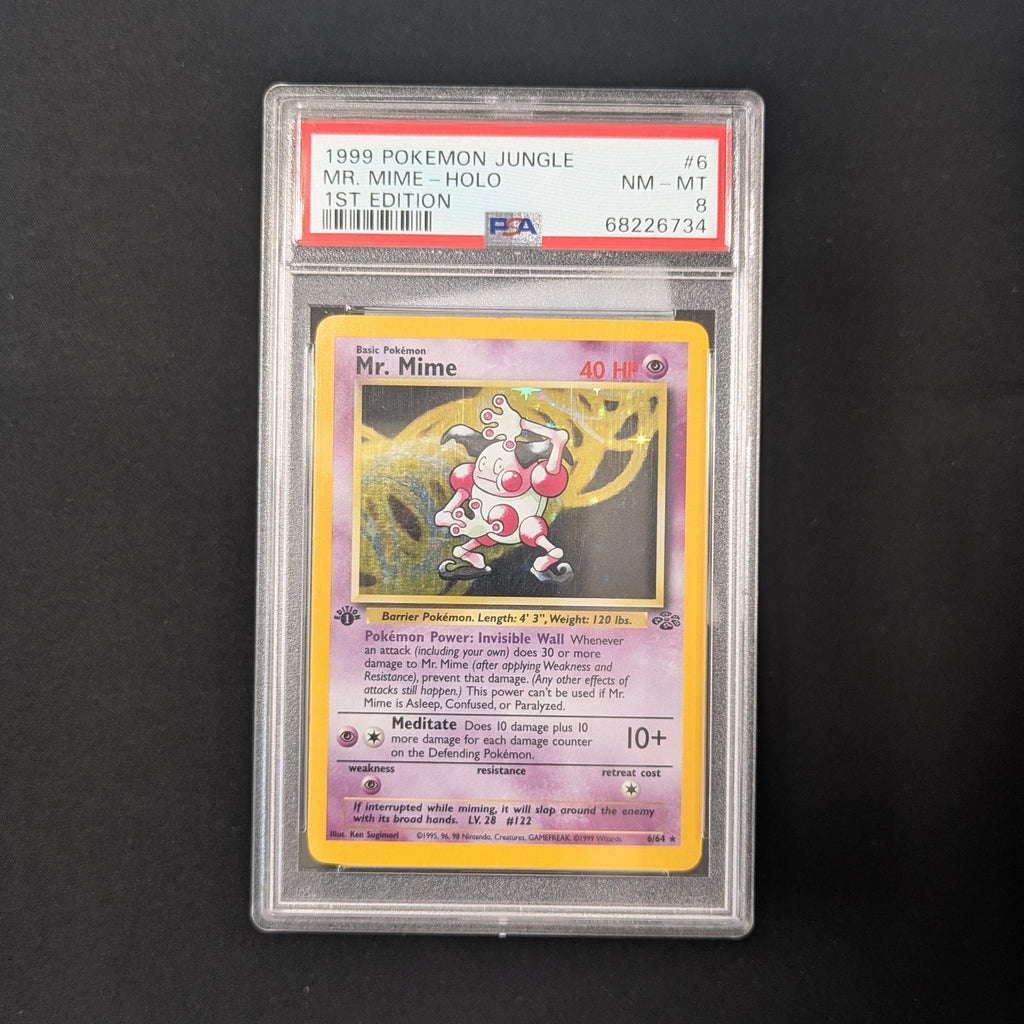 1999 POKEMON JUNGLE #6
MR. MIME - HOLO NM - MT
1ST EDITION 8
PSA 68226734
Basic Pokémon
Mr. Mime 40 HP
EDITION 1
Barrier Pokémon. Length: 4' 3", Weight: 120 lbs.
Pokémon Power: Invisible Wall Whenever
an attack (including your own) does 30 or more
damage to Mr. Mime (after applying Weakness and
Resistance), prevent that damage. (Any other effects of
attacks still happen.) This power can't be used if Mr.
Mime is Asleep, Confused, or Paralyzed.
Meditate Does 10 damage plus 10
more damage for each damage counter
on the Defending Pokémon.
10+
weakness resistance retreat cost
If interrupted while miming, it will slap around the enemy
with its broad hands. LV. 28 #122
Illus. Ken Sugimori ©1995, 96, 98 Nintendo, Creatures, GAMEFREAK. ©1999 Wizards. 6/64 ★